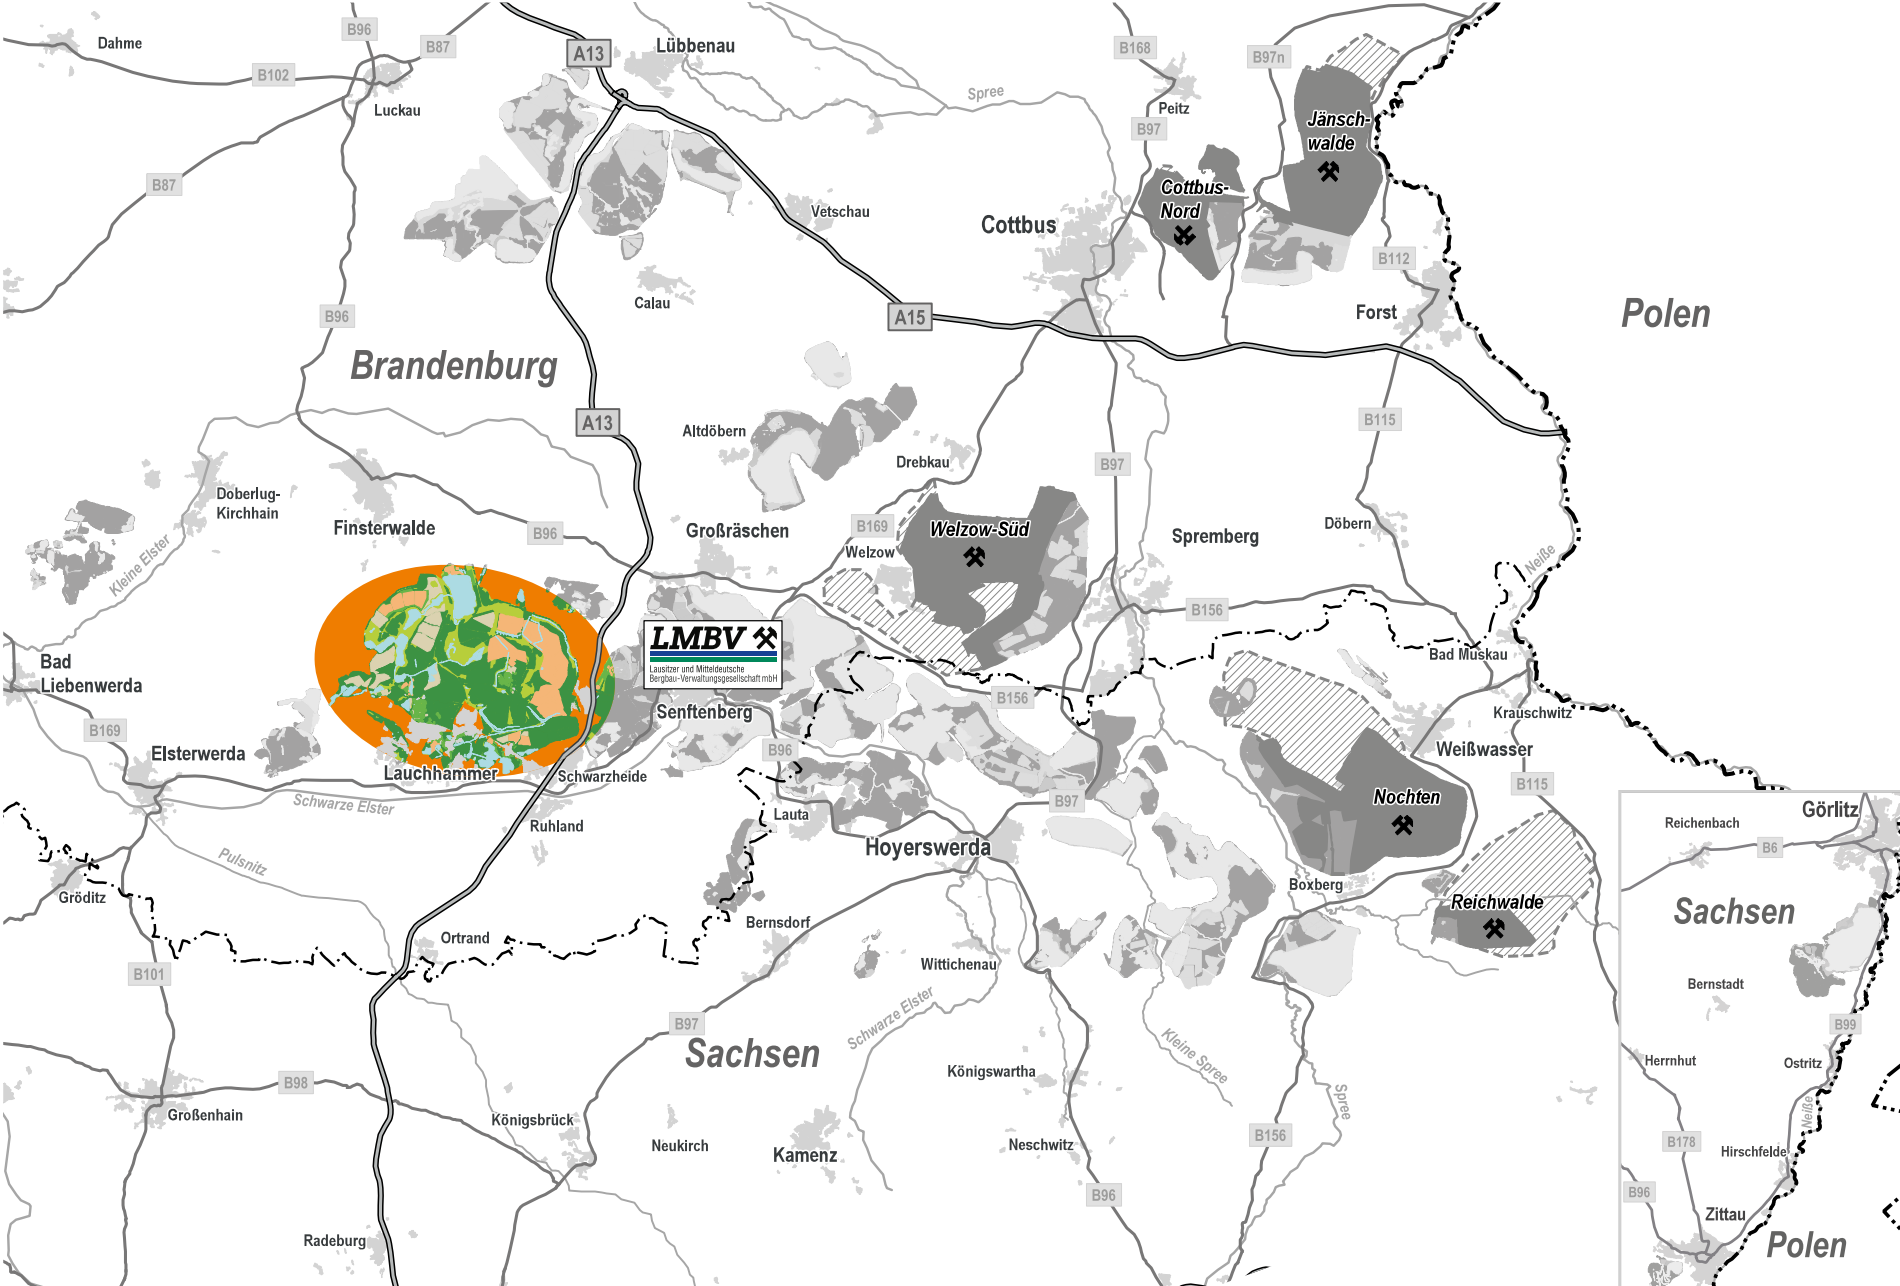 Dahme
B96
B87
B102
Luckau
A13
Lübbenau
Spree
B168
Peitz
B97
B97n
Jänsch-
walde
B87
Vetschau
Cottbus
Cottbus-
Nord
B112
Calau
B96
A15
Forst
Polen
Brandenburg
A13
Altdöbern
Drebkau
B97
B115
Doberlug-
Kirchhain
Finsterwalde
B96
Großräschen
B169
Welzow
Welzow-Süd
Spremberg
Döbern
Kleine Elster
Neiße
B156
LMBV
Lausitzer und Mitteldeutsche
Bergbau-Verwaltungsgesellschaft mbH
Bad
Liebenwerda
Bad Muskau
B156
Senftenberg
Krauschwitz
B169
Elsterwerda
B96
Weißwasser
Lauchhammer
Schwarzheide
B115
Schwarze Elster
Nochten
B97
Lauta
Ruhland
Hoyerswerda
Pulsnitz
Gröditz
Boxberg
Reichwalde
Bernsdorf
Ortrand
Wittichenau
B101
Schwarze Elster
B97
Sachsen
Kleine Spree
Königswartha
B98
Großenhain
Königsbrück
Neukirch
Kamenz
Neschwitz
Spree
B156
B96
Radeburg
Görlitz
Reichenbach
B6
Sachsen
Bernstadt
B99
Herrnhut
Ostritz
Neiße
B178
Hirschfelde
B96
Zittau
Polen